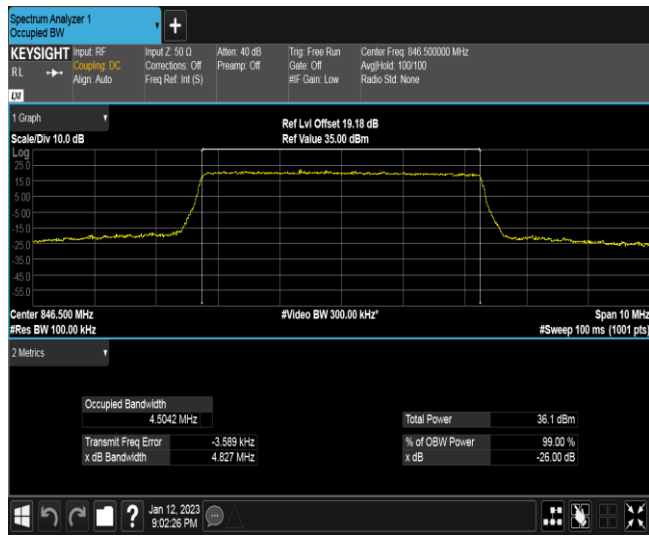 Spectrum Analyzer 1
Occupied BW
+
KEYSIGHT
RL
LXI
Input: RF
Coupling: DC
Align: Auto
Input Z: 50 Ω
Corrections: Off
Freq Ref: Int (S)
Atten: 40 dB
Preamp: Off
Trig: Free Run
Gate: Off
#IF Gain: Low
Center Freq: 846.500000 MHz
Avg|Hold: 100/100
Radio Std: None
1 Graph
Scale/Div 10.0 dB
Ref Lvl Offset 19.18 dB
Ref Value 35.00 dBm
Log
25.0
15.0
5.00
-5.00
-15.0
-25.0
-35.0
-45.0
-55.0
Center 846.500 MHz
#Res BW 100.00 kHz
#Video BW 300.00 kHz*
Span 10 MHz
#Sweep 100 ms (1001 pts)
2 Metrics
Occupied Bandwidth
4.5042 MHz
Transmit Freq Error -3.589 kHz
x dB Bandwidth 4.827 MHz
Total Power 36.1 dBm
% of OBW Power 99.00 %
x dB -26.00 dB
?
Jan 12, 2023
9:02:26 PM